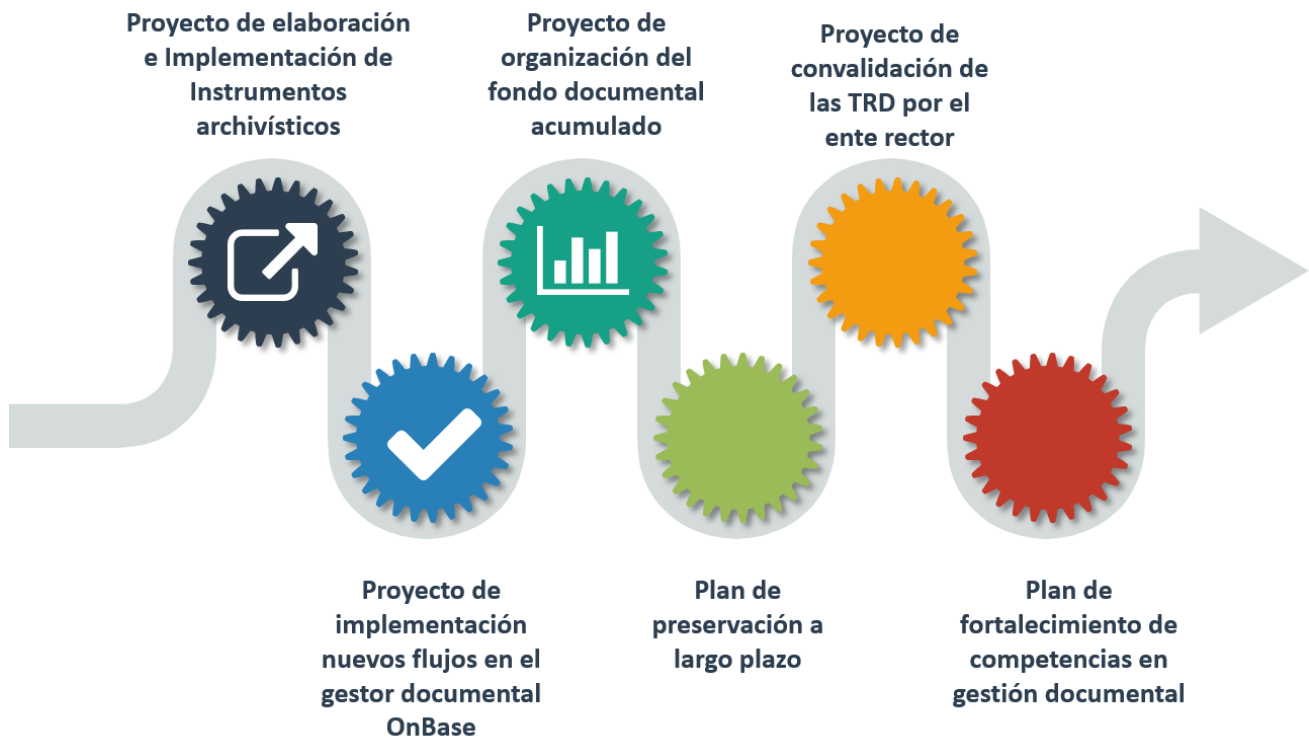 Proyecto de elaboración
e Implementación de
Instrumentos
archivísticos
Proyecto de
organización del
fondo documental
acumulado
Proyecto de
convalidación de
las TRD por el
ente rector
Proyecto de
implementación
nuevos flujos en el
gestor documental
OnBase
Plan de
preservación a
largo plazo
Plan de
fortalecimiento de
competencias en
gestión documental